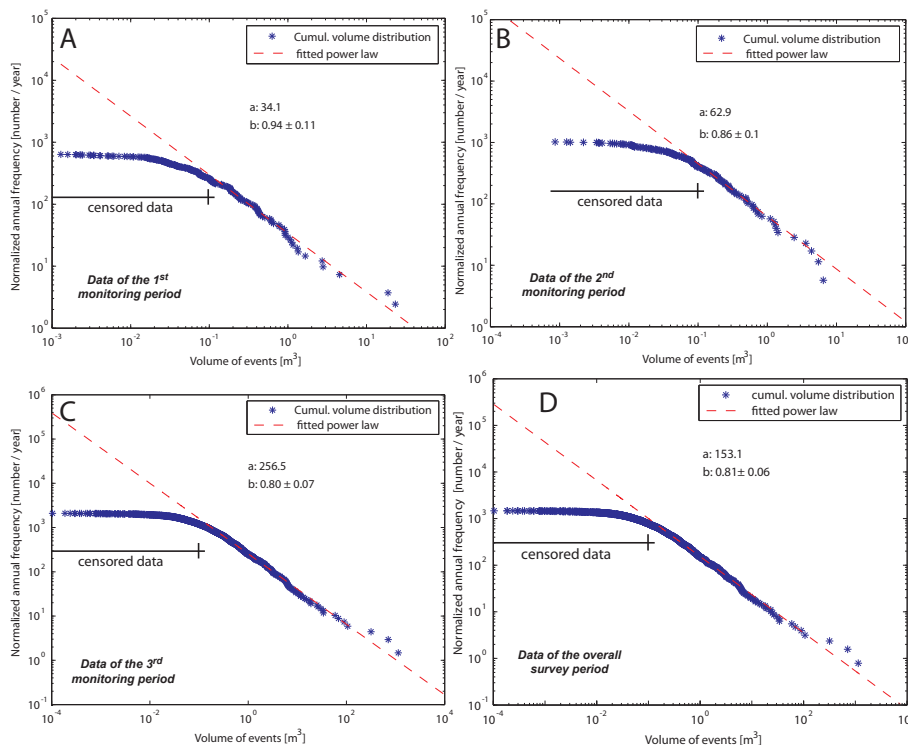 A
Cumul. volume distribution
fitted power law
a: 34.1
b: 0.94 ± 0.11
censored data
Data of the 1st
monitoring period
Normalized annual frequency [number / year]
10^5
10^4
10^3
10^2
10^1
10^0
10^-3
10^-2
10^-1
10^0
10^1
10^2
Volume of events [m^3]
B
Cumul. volume distribution
fitted power law
a: 62.9
b: 0.86 ± 0.1
censored data
Data of the 2nd
monitoring period
Normalized annual frequency [number / year]
10^5
10^4
10^3
10^2
10^1
10^0
10^-4
10^-3
10^-2
10^-1
10^0
10^1
10^2
Volume of events [m^3]
C
Cumul. volume distribution
fitted power law
a: 256.5
b: 0.80 ± 0.07
censored data
Data of the 3rd
monitoring period
Normalized annual frequency [number / year]
10^6
10^5
10^4
10^3
10^2
10^1
10^0
10^-1
10^-4
10^-2
10^0
10^2
10^4
Volume of events [m^3]
D
cumul. volume distribution
fitted power law
a: 153.1
b: 0.81± 0.06
censored data
Data of the overall
survey period
Normalized annual frequency [number / year]
10^6
10^5
10^4
10^3
10^2
10^1
10^0
10^-1
10^-4
10^-2
10^0
10^2
10^4
Volume of events [m^3]